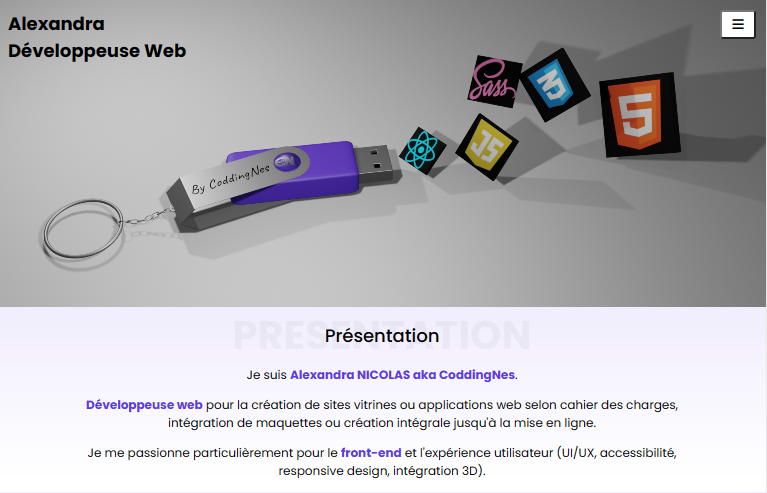 Alexandra
Développeuse Web
By CoddingNes
Sass
JS
5
PRESENTATION
Présentation
Je suis Alexandra NICOLAS aka CoddingNes.
Développeuse web pour la création de sites vitrines ou applications web selon cahier des charges,
intégration de maquettes ou création intégrale jusqu'à la mise en ligne.
Je me passionne particulièrement pour le front-end et l'expérience utilisateur (UI/UX, accessibilité,
responsive design, intégration 3D).